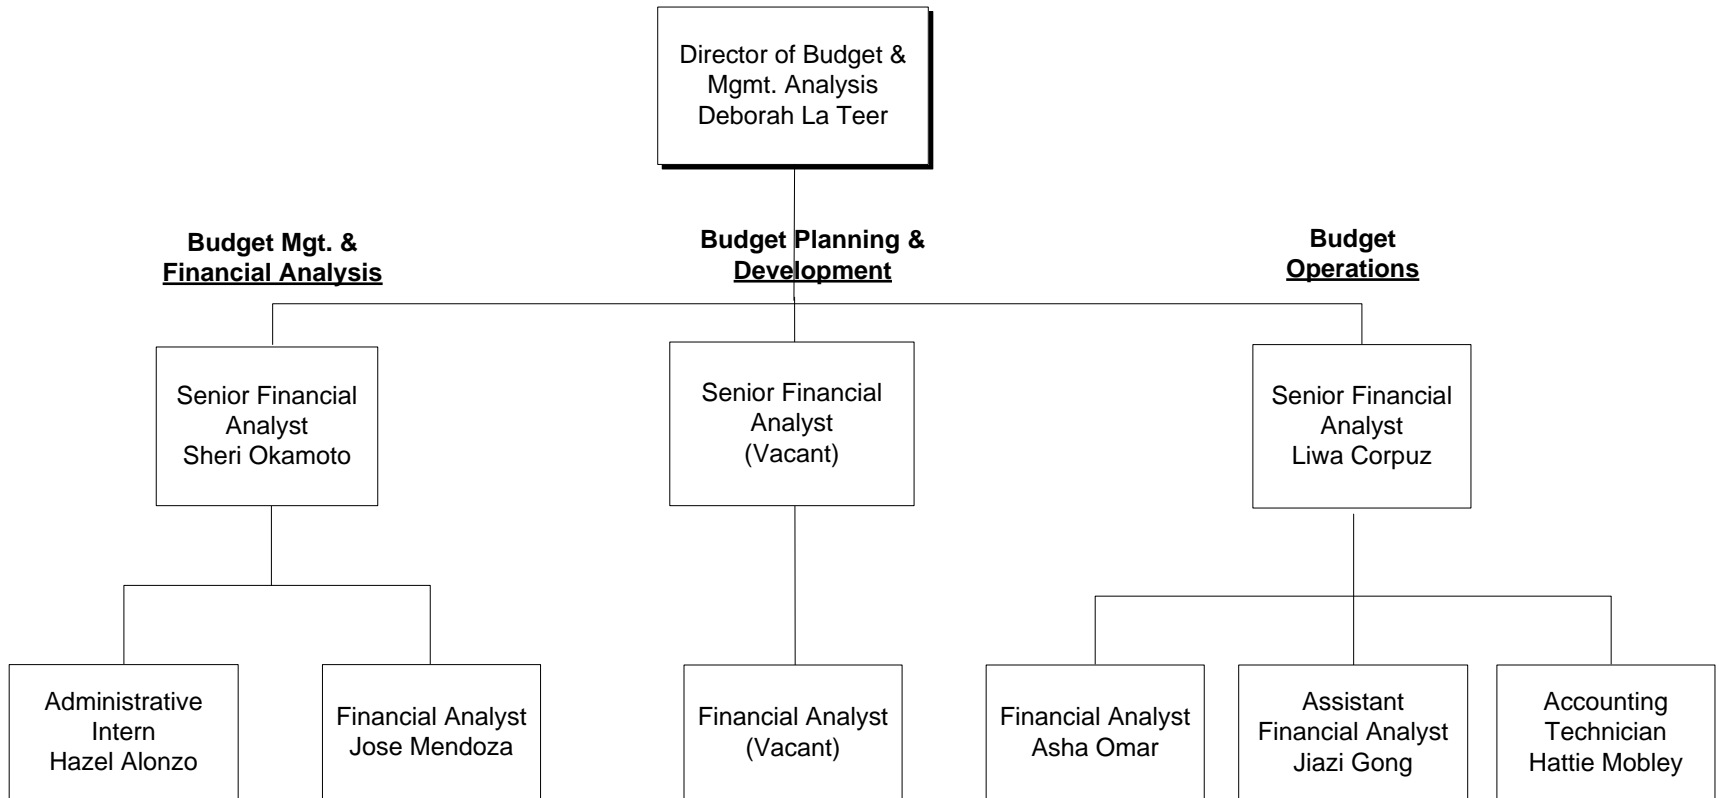 Director of Budget &
Mgmt. Analysis
Deborah La Teer
Budget Mgt. &
Financial Analysis
Budget Planning &
Development
Budget
Operations
Senior Financial
Analyst
Sheri Okamoto
Senior Financial
Analyst
(Vacant)
Senior Financial
Analyst
Liwa Corpuz
Administrative
Intern
Hazel Alonzo
Financial Analyst
Jose Mendoza
Financial Analyst
(Vacant)
Financial Analyst
Asha Omar
Assistant
Financial Analyst
Jiazi Gong
Accounting
Technician
Hattie Mobley